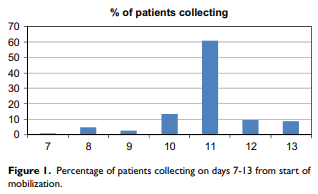 % of patients collecting
70
60
50
40
30
20
10
0
7 8 9 10 11 12 13
Figure 1. Percentage of patients collecting on days 7-13 from start of
mobilization.